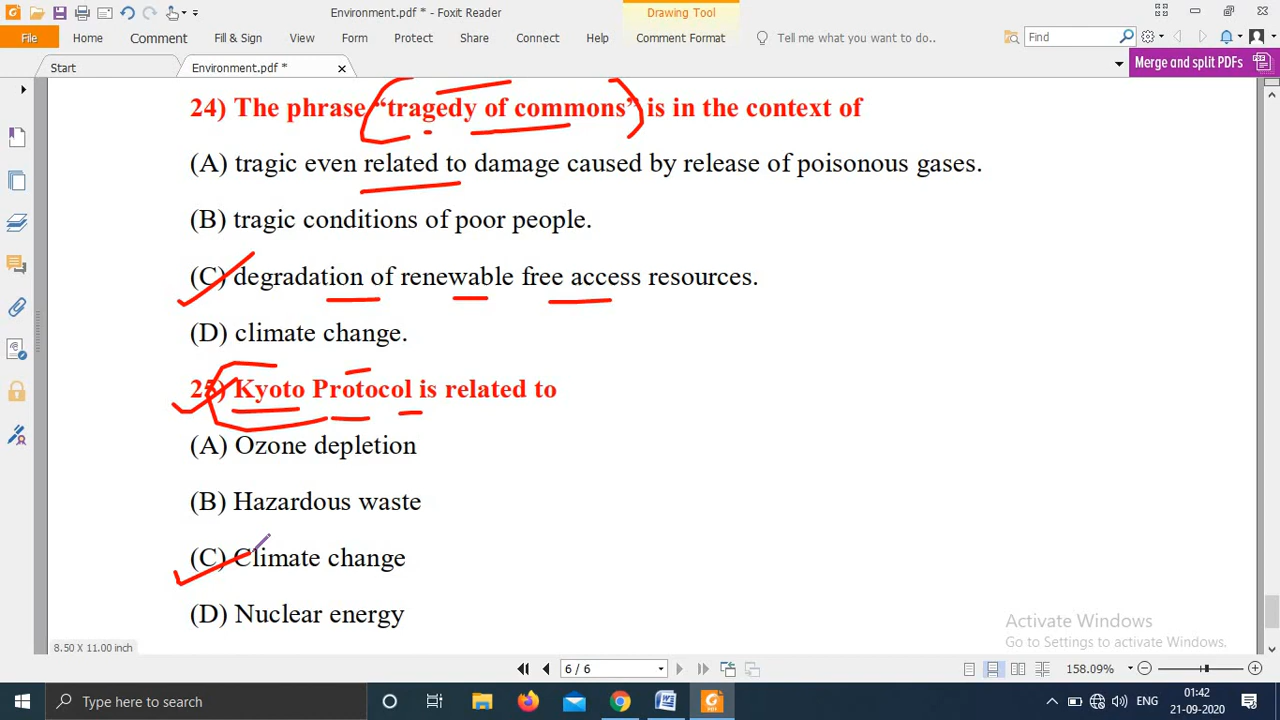 Environment.pdf * - Foxit Reader
Drawing Tool
File
Home
Comment
Fill & Sign
View
Form
Protect
Share
Connect
Help
Comment Format
Tell me what you want to do..
Find
Start
Environment.pdf *
Merge and split PDFs
24) The phrase “tragedy of commons” is in the context of
(A) tragic even related to damage caused by release of poisonous gases.
(B) tragic conditions of poor people.
(C) degradation of renewable free access resources.
(D) climate change.
25) Kyoto Protocol is related to
(A) Ozone depletion
(B) Hazardous waste
(C) Climate change
(D) Nuclear energy
Activate Windows
Go to Settings to activate Windows.
8.50 x 11.00 inch
6 / 6
158.09%
Type here to search
ENG
01:42
21-09-2020